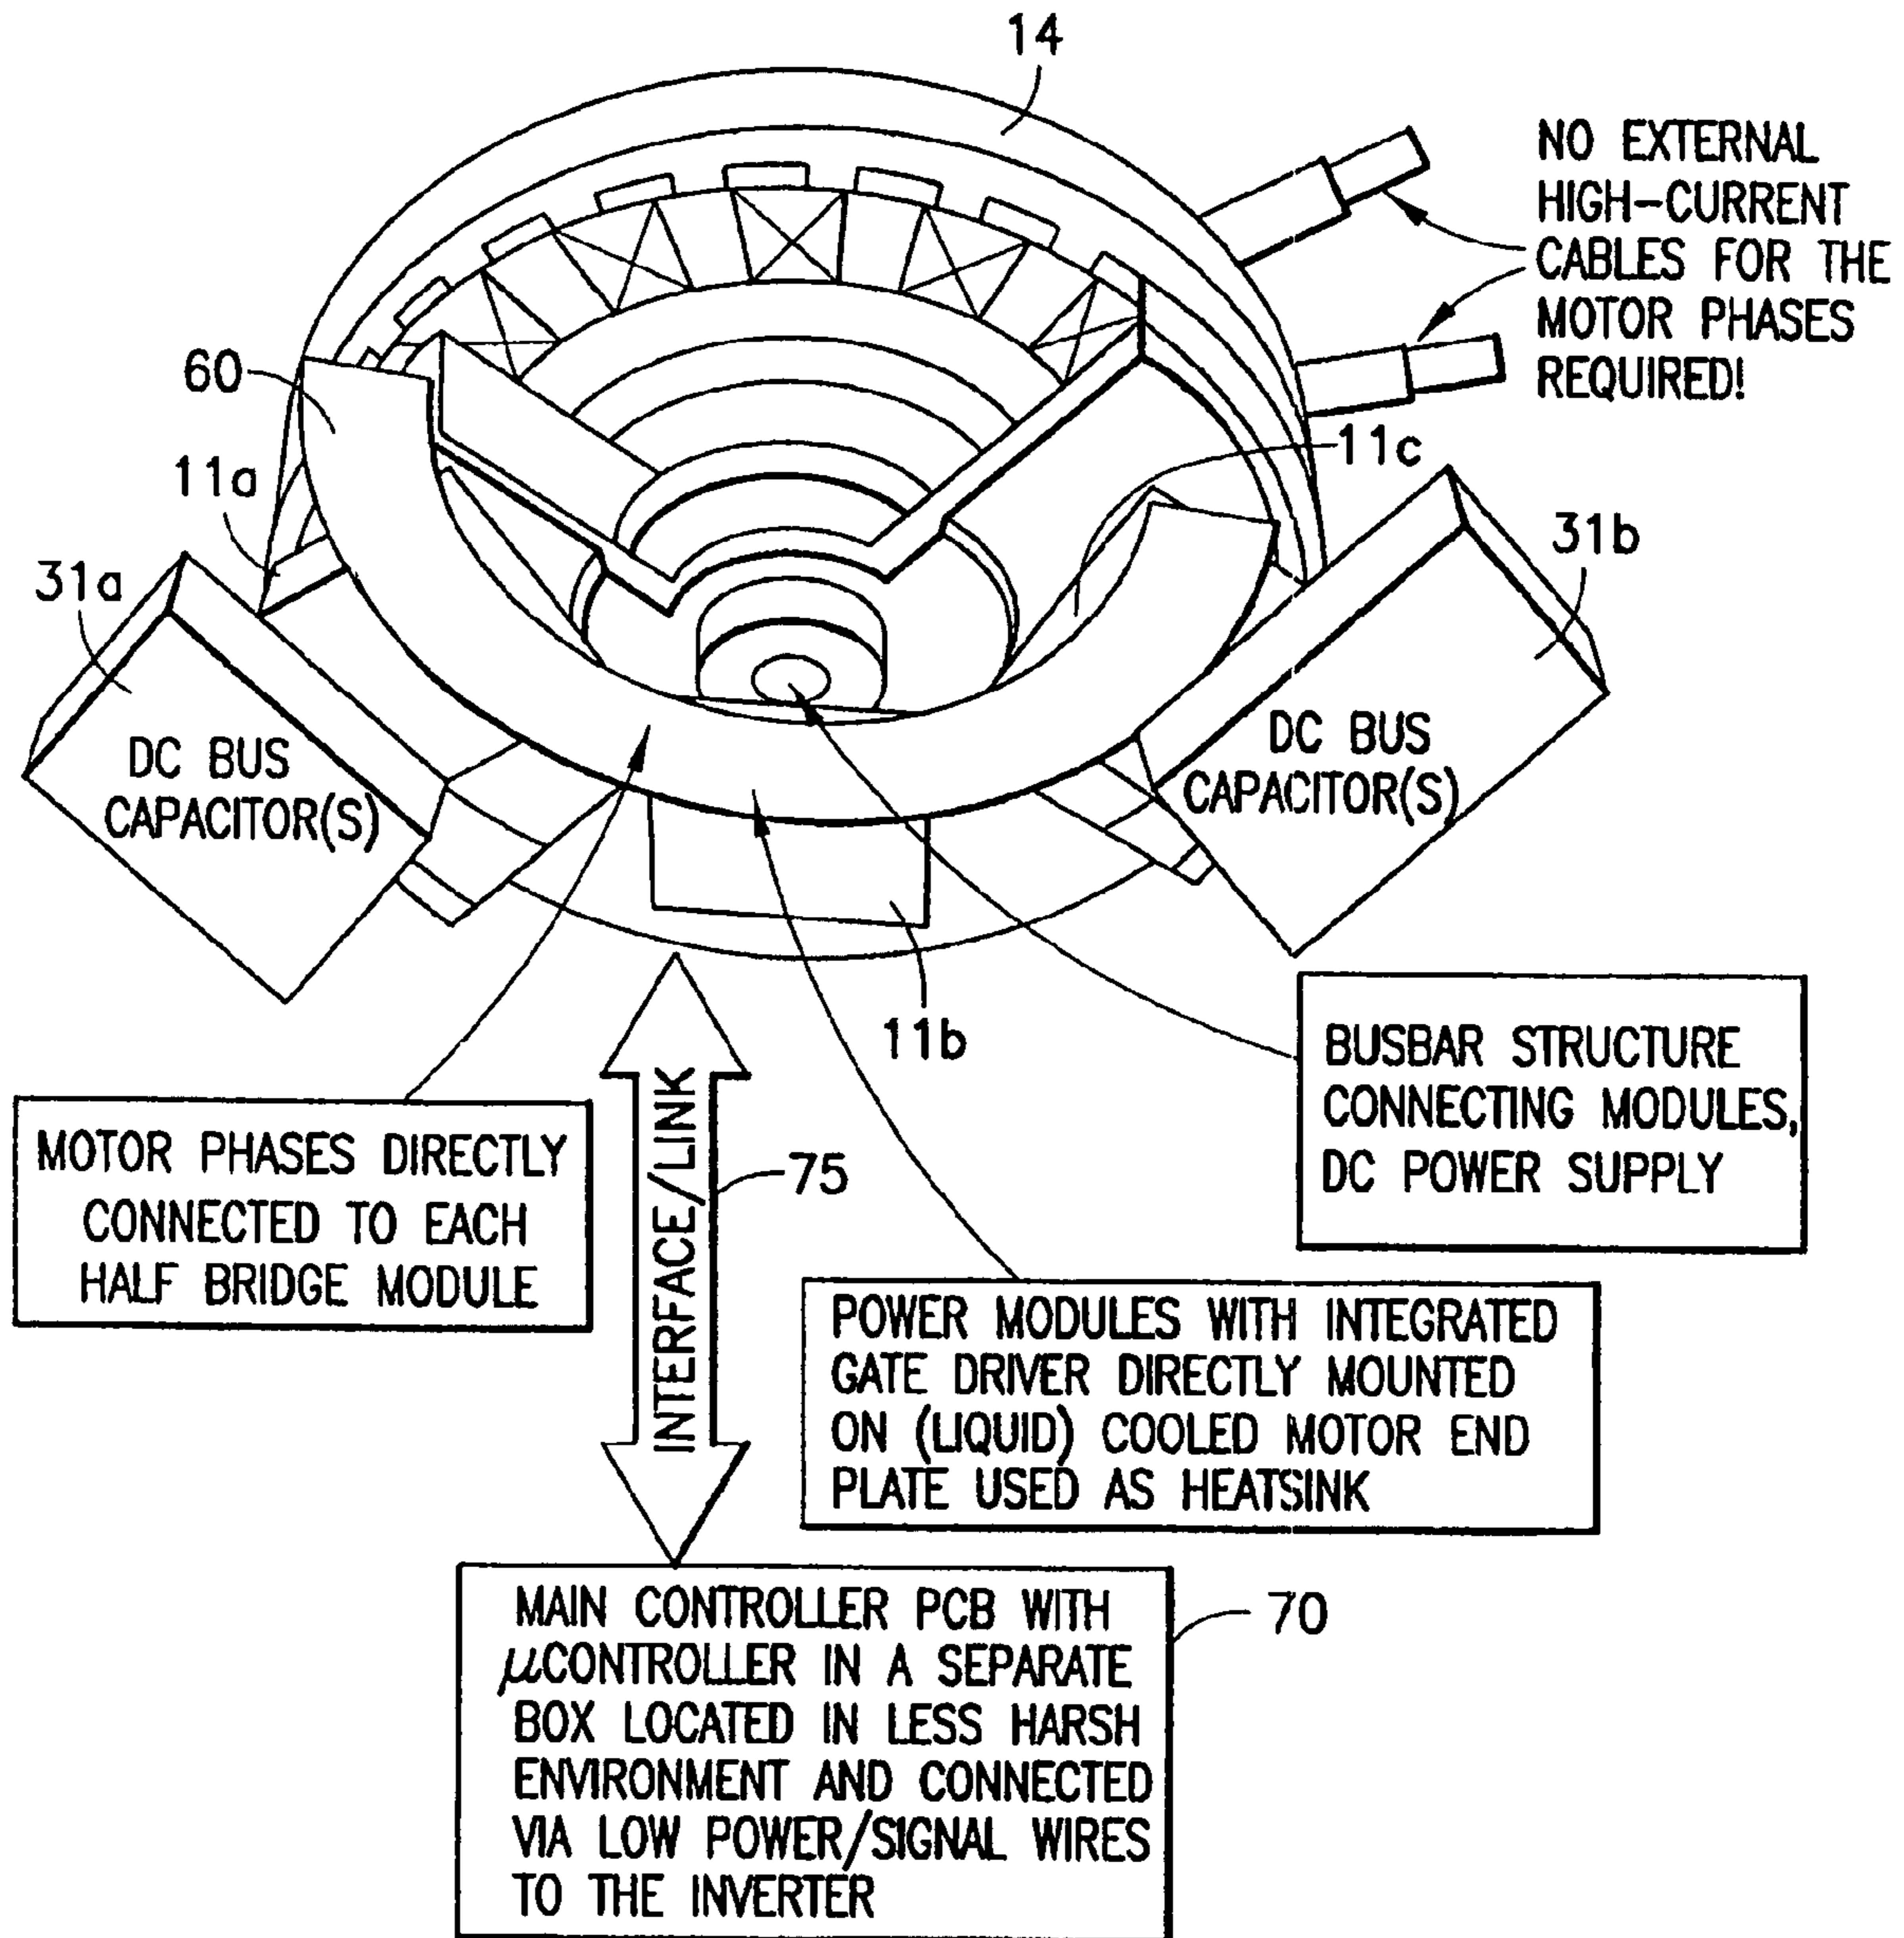 14
NO EXTERNAL
HIGH-CURRENT
CABLES FOR THE
MOTOR PHASES
REQUIRED!
60
11a
11c
31a
31b
DC BUS
CAPACITOR(S)
DC BUS
CAPACITOR(S)
11b
BUSBAR STRUCTURE
CONNECTING MODULES,
DC POWER SUPPLY
MOTOR PHASES DIRECTLY
CONNECTED TO EACH
HALF BRIDGE MODULE
INTERFACE/LINK
75
POWER MODULES WITH INTEGRATED
GATE DRIVER DIRECTLY MOUNTED
ON (LIQUID) COOLED MOTOR END
PLATE USED AS HEATSINK
MAIN CONTROLLER PCB WITH
μCONTROLLER IN A SEPARATE
BOX LOCATED IN LESS HARSH
ENVIRONMENT AND CONNECTED
VIA LOW POWER/SIGNAL WIRES
TO THE INVERTER
70